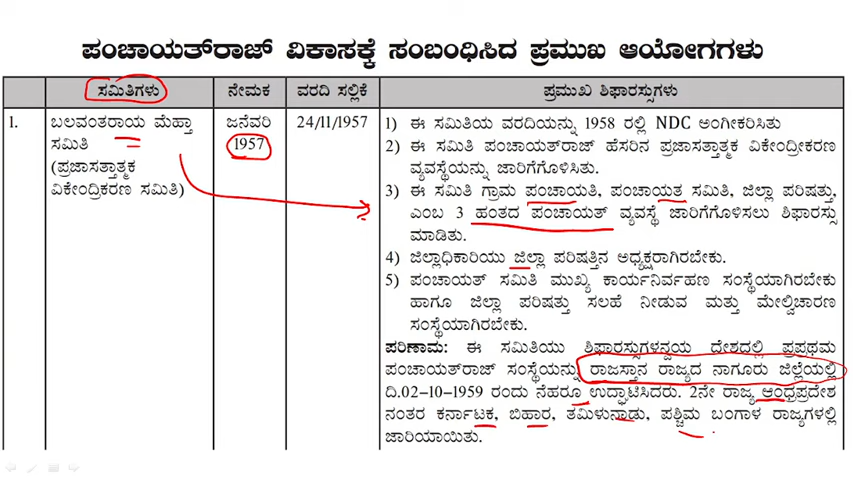 ಪಂಚಾಯತ್‌ರಾಜ್ ವಿಕಾಸಕ್ಕೆ ಸಂಬಂಧಿಸಿದ ಪ್ರಮುಖ ಆಯೋಗಗಳು
ಸಮಿತಿಗಳು ನೇಮಕ ವರದಿ ಸಲ್ಲಿಕೆ ಪ್ರಮುಖ ಶಿಫಾರಸ್ಸುಗಳು
1. ಬಲವಂತರಾಯ ಮೆಹ್ತಾ ಸಮಿತಿ
(ಪ್ರಜಾಸತ್ತಾತ್ಮಕ
ವಿಕೇಂದ್ರಿಕರಣ ಸಮಿತಿ)
ಜನೆವರಿ
1957
24/11/1957
1) ಈ ಸಮಿತಿಯ ವರದಿಯನ್ನು 1958 ರಲ್ಲಿ NDC ಅಂಗೀಕರಿಸಿತು
2) ಈ ಸಮಿತಿ ಪಂಚಾಯತ್‌ರಾಜ್ ಹೆಸರಿನ ಪ್ರಜಾಸತ್ತಾತ್ಮಕ ವಿಕೇಂದ್ರೀಕರಣ
ವ್ಯವಸ್ಥೆಯನ್ನು ಜಾರಿಗೆಗೊಳಿಸಿತು.
3) ಈ ಸಮಿತಿ ಗ್ರಾಮ ಪಂಚಾಯತಿ, ಪಂಚಾಯತ ಸಮಿತಿ, ಜಿಲ್ಲಾ ಪರಿಷತ್ತು,
ಎಂಬ 3 ಹಂತದ ಪಂಚಾಯತ್ ವ್ಯವಸ್ಥೆ ಜಾರಿಗೆಗೊಳಿಸಲು ಶಿಫಾರಸ್ಸು
ಮಾಡಿತು.
4) ಜಿಲ್ಲಾಧಿಕಾರಿಯು ಜಿಲ್ಲಾ ಪರಿಷತ್ತಿನ ಅಧ್ಯಕ್ಷರಾಗಿರಬೇಕು.
5) ಪಂಚಾಯತ್ ಸಮಿತಿ ಮುಖ್ಯ ಕಾರ್ಯನಿರ್ವಹಣ ಸಂಸ್ಥೆಯಾಗಿರಬೇಕು
ಹಾಗೂ ಜಿಲ್ಲಾ ಪರಿಷತ್ತು ಸಲಹೆ ನೀಡುವ ಮತ್ತು ಮೇಲ್ವಿಚಾರಣ
ಸಂಸ್ಥೆಯಾಗಿರಬೇಕು.
ಪರಿಣಾಮ: ಈ ಸಮಿತಿಯು ಶಿಫಾರಸ್ಸುಗಳನ್ವಯ ದೇಶದಲ್ಲಿ ಪ್ರಪ್ರಥಮ
ಪಂಚಾಯತ್‌ರಾಜ್ ಸಂಸ್ಥೆಯನ್ನು ರಾಜಸ್ತಾನ ರಾಜ್ಯದ ನಾಗೂರು ಜಿಲ್ಲೆಯಲ್ಲಿ
ದಿ.02-10-1959 ರಂದು ನೆಹರೂ ಉದ್ಘಾಟಿಸಿದರು. 2ನೇ ರಾಜ್ಯ ಆಂಧ್ರಪ್ರದೇಶ
ನಂತರ ಕರ್ನಾಟಕ, ಬಿಹಾರ, ತಮಿಳುನಾಡು, ಪಶ್ಚಿಮ ಬಂಗಾಳ ರಾಜ್ಯಗಳಲ್ಲಿ
ಜಾರಿಯಾಯಿತು.